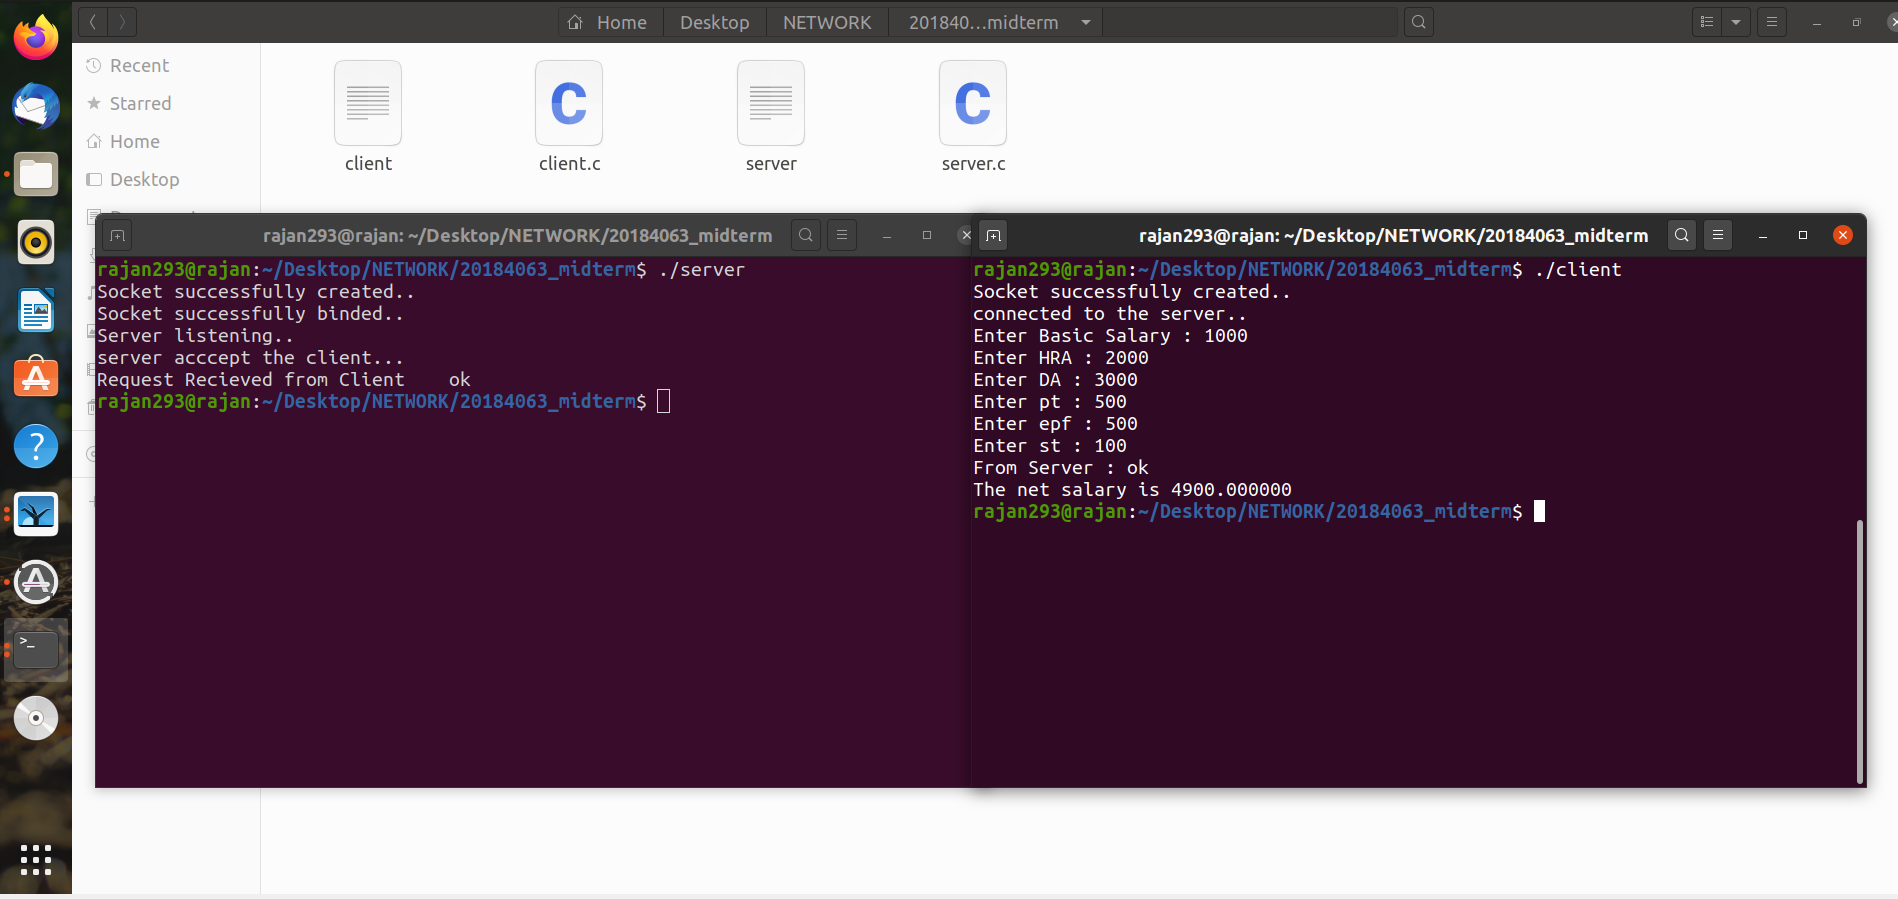 Home Desktop NETWORK 201840...midterm
Recent
Starred
Home
Desktop
client
client.c
server
server.c
rajan293@rajan: ~/Desktop/NETWORK/20184063_midterm
rajan293@rajan:~/Desktop/NETWORK/20184063_midterm$ ./server
Socket successfully created..
Socket successfully binded..
Server listening..
server acccept the client...
Request Recieved from Client    ok
rajan293@rajan:~/Desktop/NETWORK/20184063_midterm$
rajan293@rajan: ~/Desktop/NETWORK/20184063_midterm
rajan293@rajan:~/Desktop/NETWORK/20184063_midterm$ ./client
Socket successfully created..
connected to the server..
Enter Basic Salary : 1000
Enter HRA : 2000
Enter DA : 3000
Enter pt : 500
Enter epf : 500
Enter st : 100
From Server : ok
The net salary is 4900.000000
rajan293@rajan:~/Desktop/NETWORK/20184063_midterm$